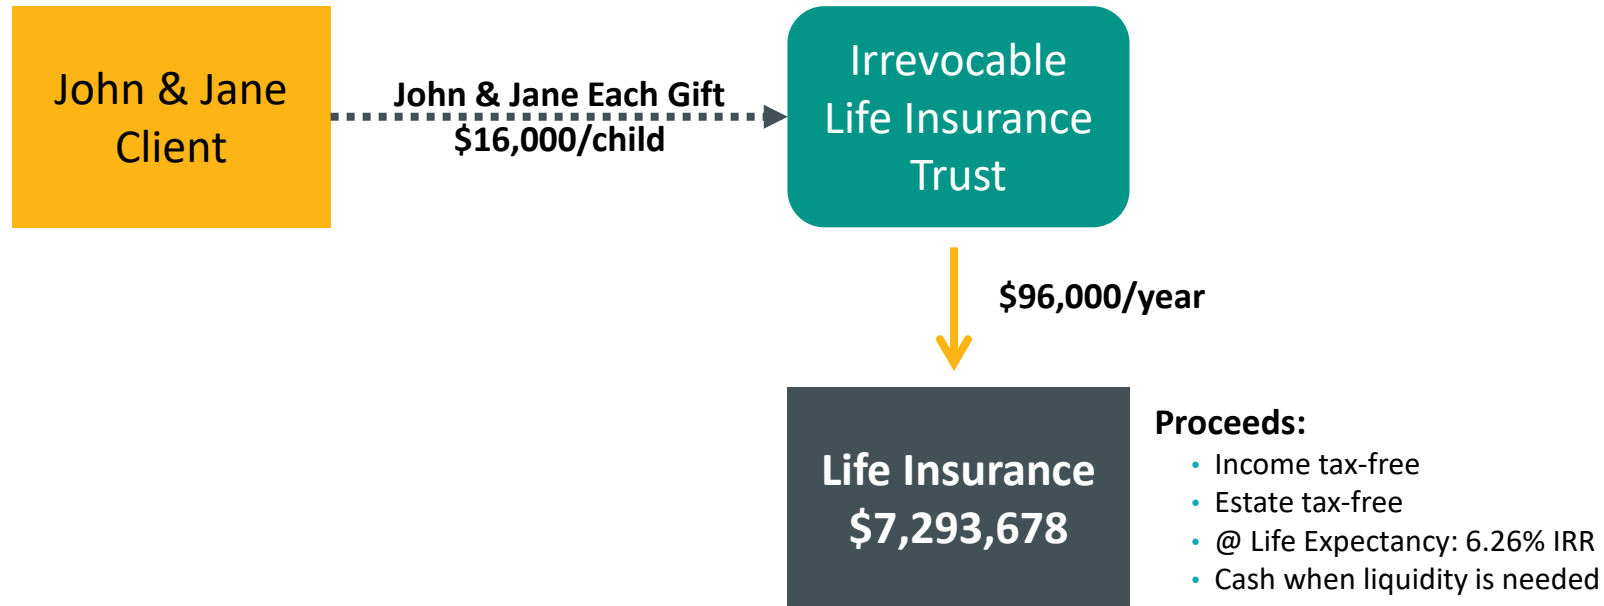 John & Jane
Client
John & Jane Each Gift
$16,000/child
Irrevocable
Life Insurance
Trust
$96,000/year
Life Insurance
$7,293,678
Proceeds:
• Income tax-free
• Estate tax-free
• @ Life Expectancy: 6.26% IRR
• Cash when liquidity is needed